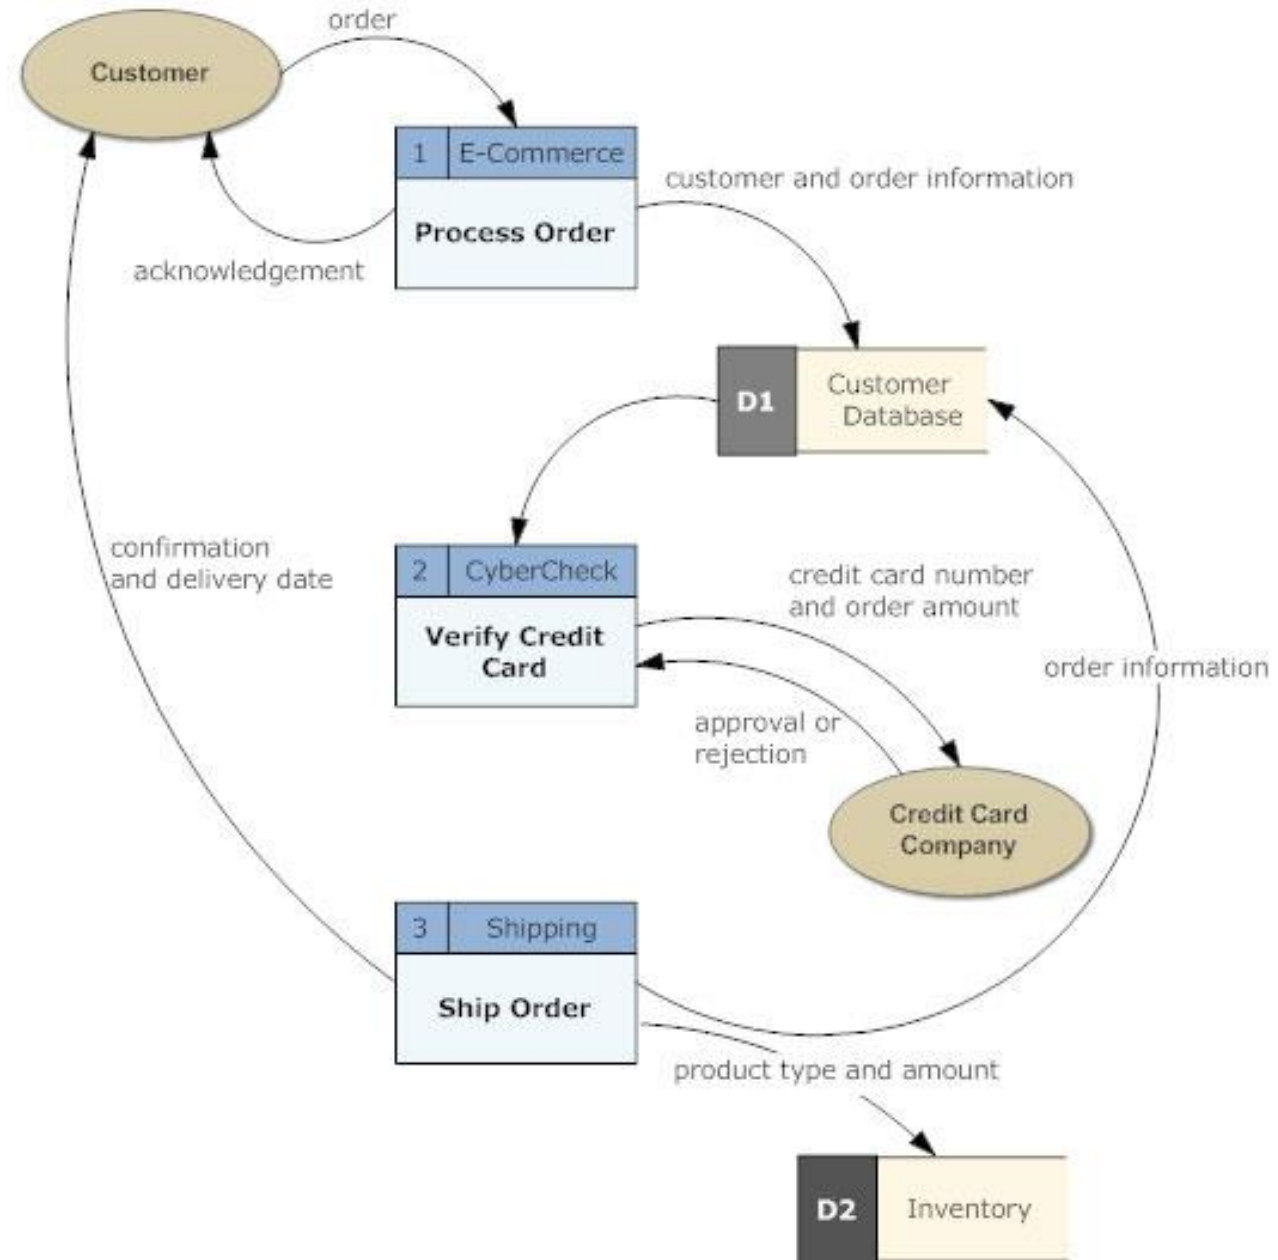 order
Customer
1 E-Commerce
Process Order
customer and order information
acknowledgement
D1
Customer
Database
confirmation
and delivery date
2 CyberCheck
Verify Credit
Card
credit card number
and order amount
order information
approval or
rejection
Credit Card
Company
3 Shipping
Ship Order
product type and amount
D2 Inventory